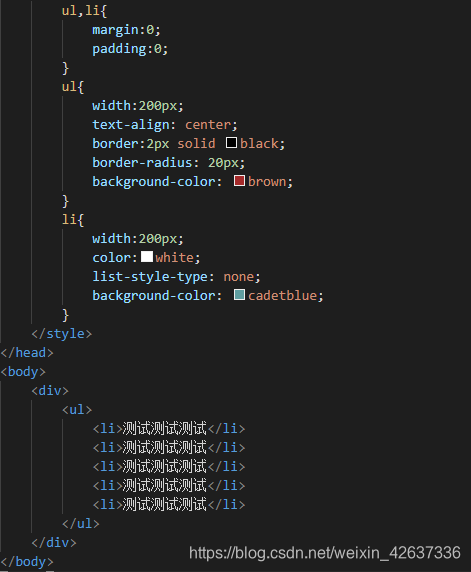 ul,li{
margin:0;
padding:0;
}
ul{
width:200px;
text-align: center;
border:2px solid black;
border-radius: 20px;
background-color: brown;
}
li{
width:200px;
color:white;
list-style-type: none;
background-color: cadetblue;
}
</style>
</head>
<body>
<div>
<ul>
<li>测试测试测试</li>
<li>测试测试测试</li>
<li>测试测试测试</li>
<li>测试测试测试</li>
<li>测试测试测试</li>
</ul>
</div>
</body>
https://blog.csdn.net/weixin_42637336